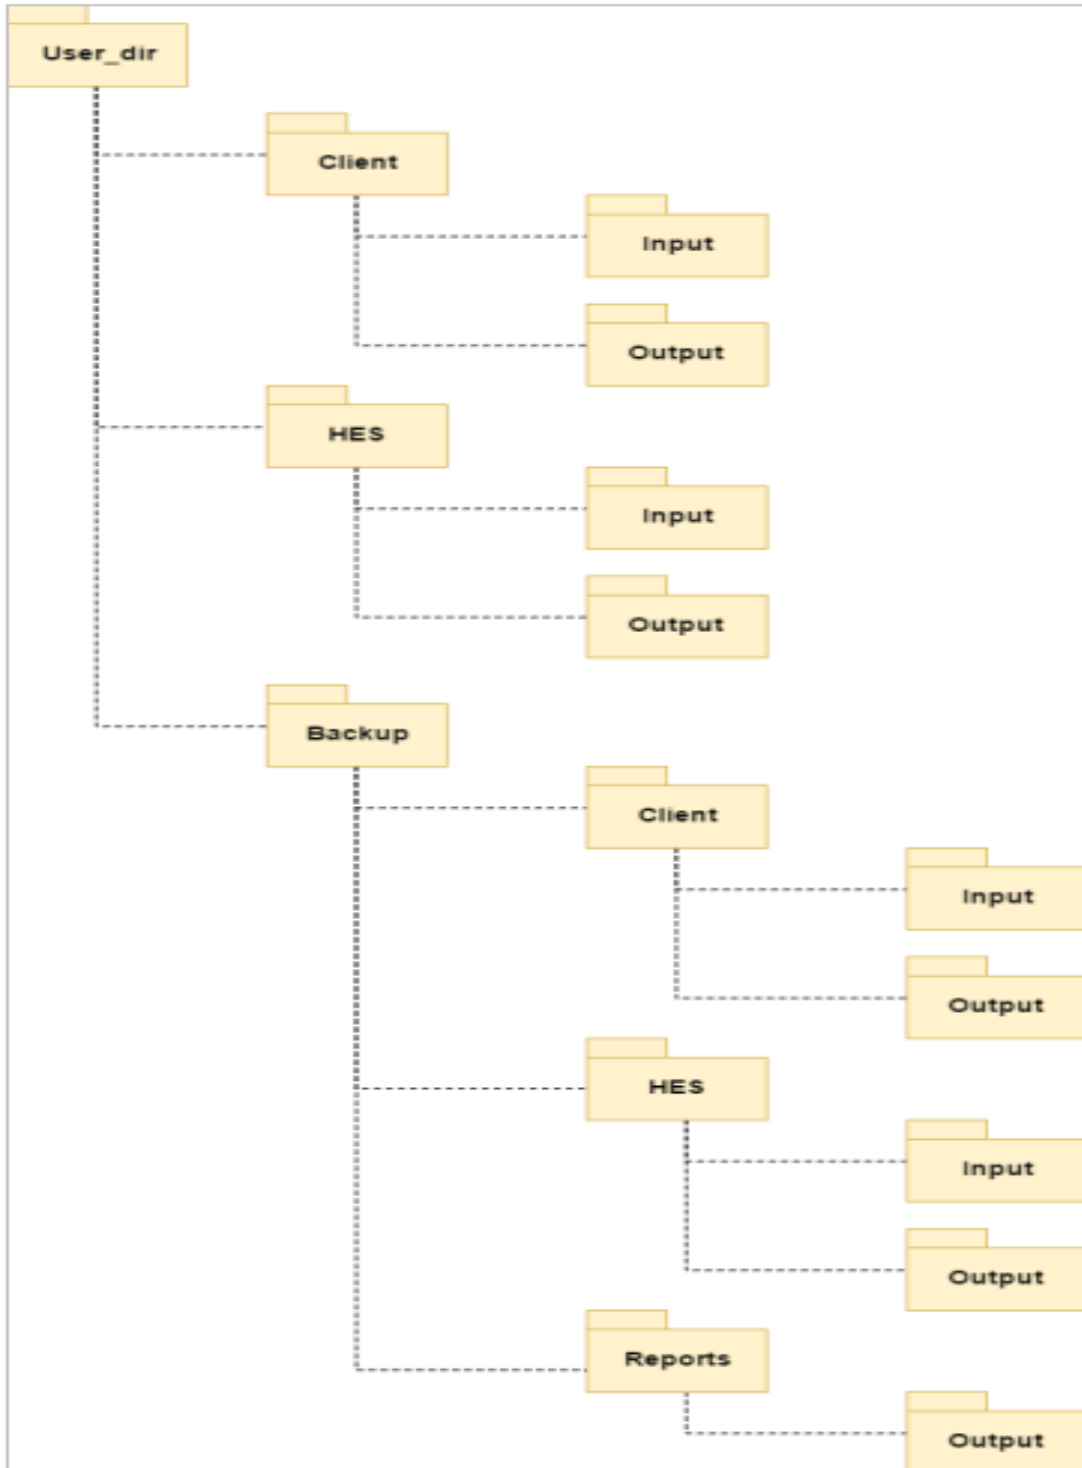 User_dir
Client
Input
Output
HES
Input
Output
Backup
Client
Input
Output
HES
Input
Output
Reports
Output